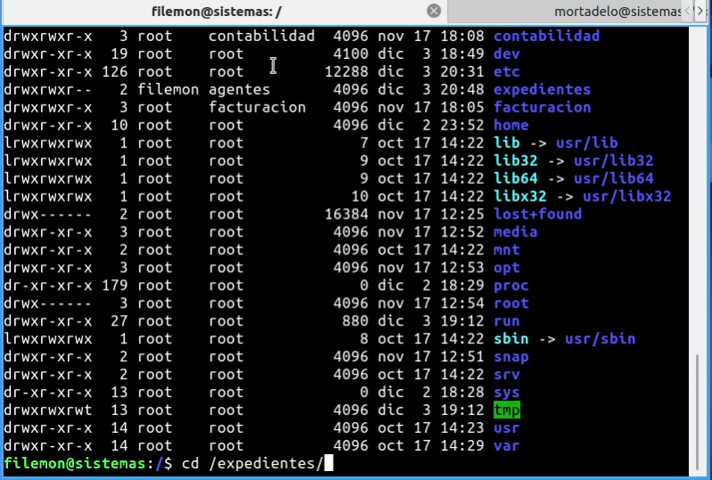 filemon@sistemas: / mortadelo@sistemas:
drwxrwxr-x 3 root contabilidad 4096 nov 17 18:08 contabilidad
drwxr-xr-x 19 root root 4100 dic 3 18:49 dev
drwxr-xr-x 126 root root 12288 dic 3 20:31 etc
drwxrwxr-- 2 filemon agentes 4096 dic 3 20:48 expedientes
drwxrwxr-x 3 root facturacion 4096 nov 17 18:05 facturacion
drwxr-xr-x 10 root root 4096 dic 2 23:52 home
lrwxrwxrwx 1 root root 7 oct 17 14:22 lib -> usr/lib
lrwxrwxrwx 1 root root 9 oct 17 14:22 lib32 -> usr/lib32
lrwxrwxrwx 1 root root 9 oct 17 14:22 lib64 -> usr/lib64
lrwxrwxrwx 1 root root 10 oct 17 14:22 libx32 -> usr/libx32
drwx------ 2 root root 16384 nov 17 12:25 lost+found
drwxr-xr-x 3 root root 4096 nov 17 12:52 media
drwxr-xr-x 2 root root 4096 oct 17 14:22 mnt
drwxr-xr-x 3 root root 4096 nov 17 12:53 opt
dr-xr-xr-x 179 root root 0 dic 2 18:29 proc
drwx------ 3 root root 4096 nov 17 12:54 root
drwxr-xr-x 27 root root 880 dic 3 19:12 run
lrwxrwxrwx 1 root root 8 oct 17 14:22 sbin -> usr/sbin
drwxr-xr-x 2 root root 4096 nov 17 12:51 snap
drwxr-xr-x 2 root root 4096 oct 17 14:22 srv
dr-xr-xr-x 13 root root 0 dic 2 18:28 sys
drwxrwxrwt 13 root root 4096 dic 3 19:12 tmp
drwxr-xr-x 14 root root 4096 oct 17 14:23 usr
drwxr-xr-x 14 root root 4096 oct 17 14:29 var
filemon@sistemas:/$ cd /expedientes/